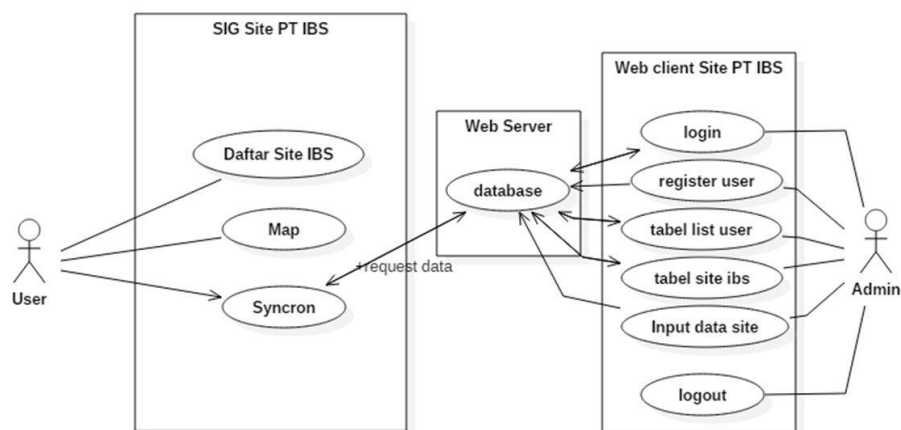 SIG Site PT IBS
Daftar Site IBS
Map
Syncron
User
+request data
Web Server
database
Web client Site PT IBS
login
register user
tabel list user
tabel site ibs
Input data site
logout
Admin